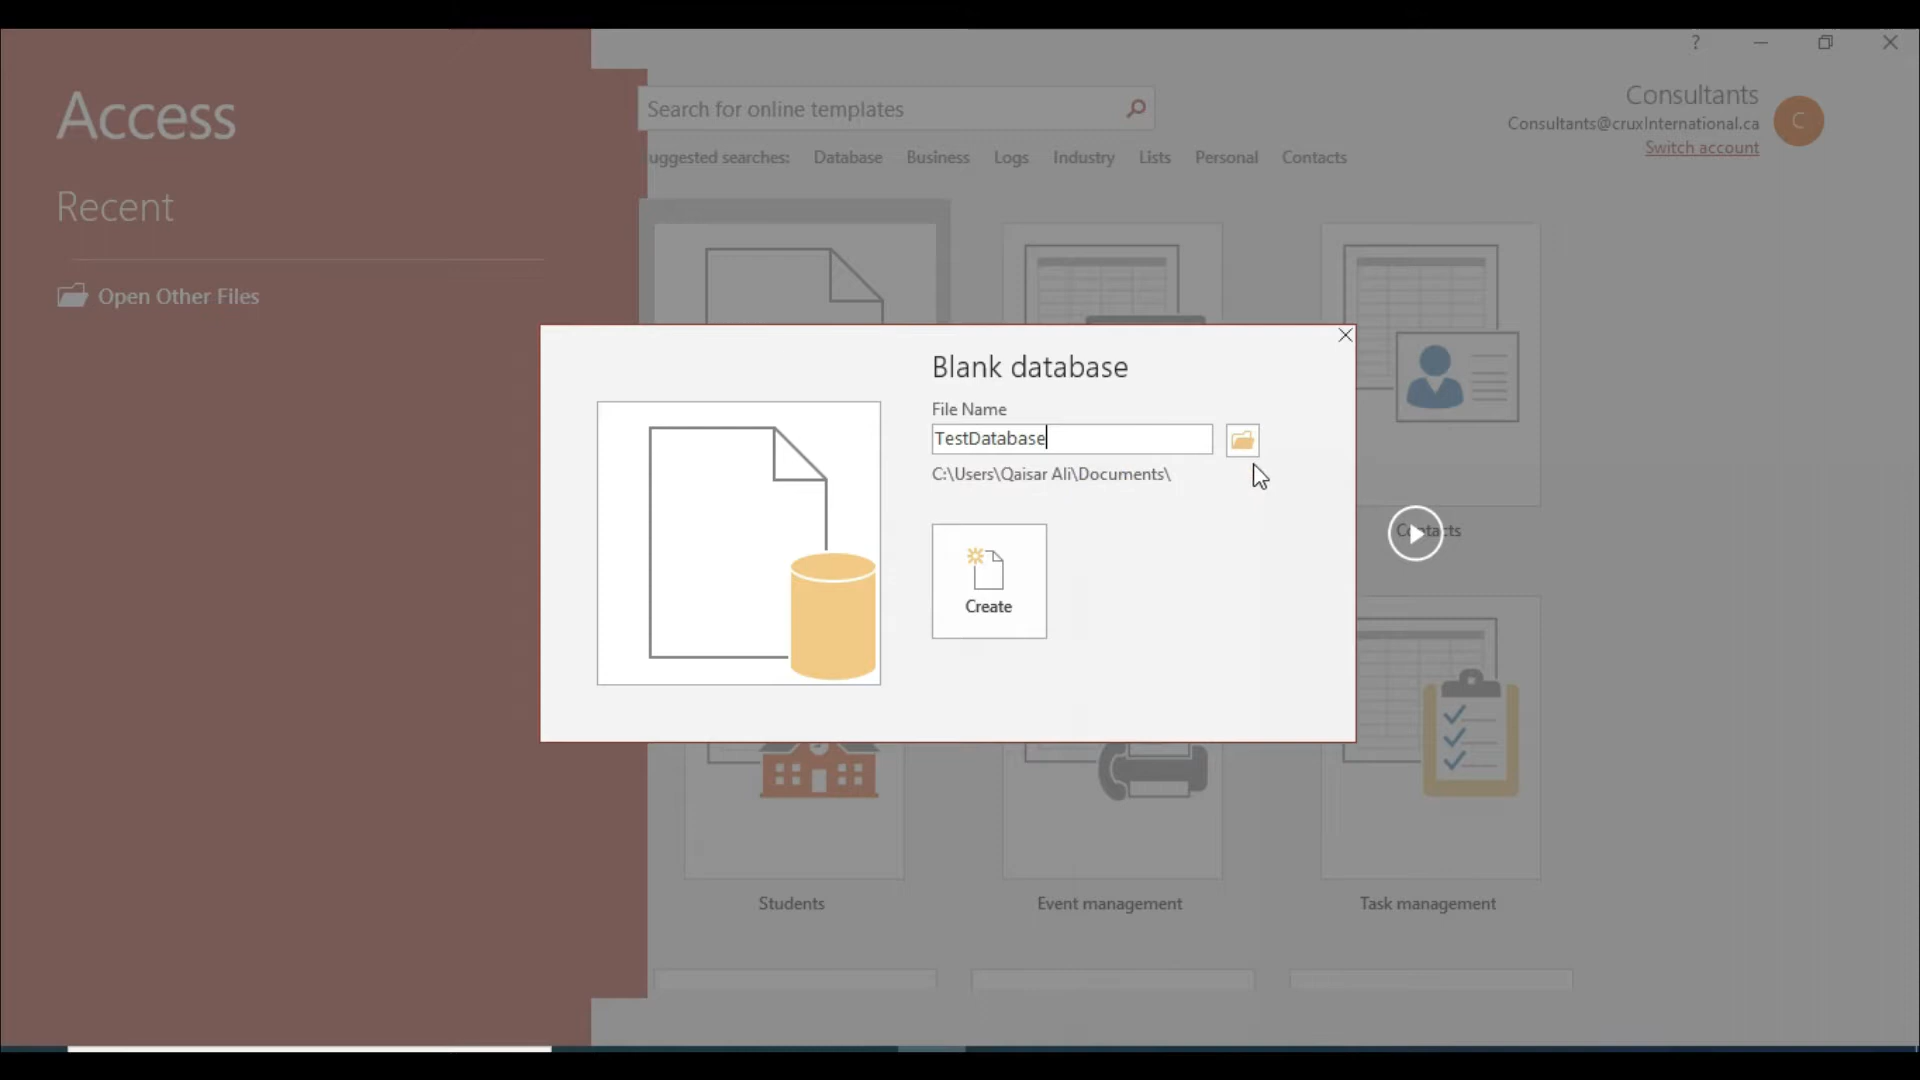 Access
Recent
Open Other Files
?
Search for online templates
uggested searches: Database Business Logs Industry Lists Personal Contacts
Consultants
Consultants@cruxInternational.ca
Switch account
C
Blank database
File Name
TestDatabase
C:\Users\Qaisar Ali\Documents\
Create
Contacts
Students
Event management
Task management